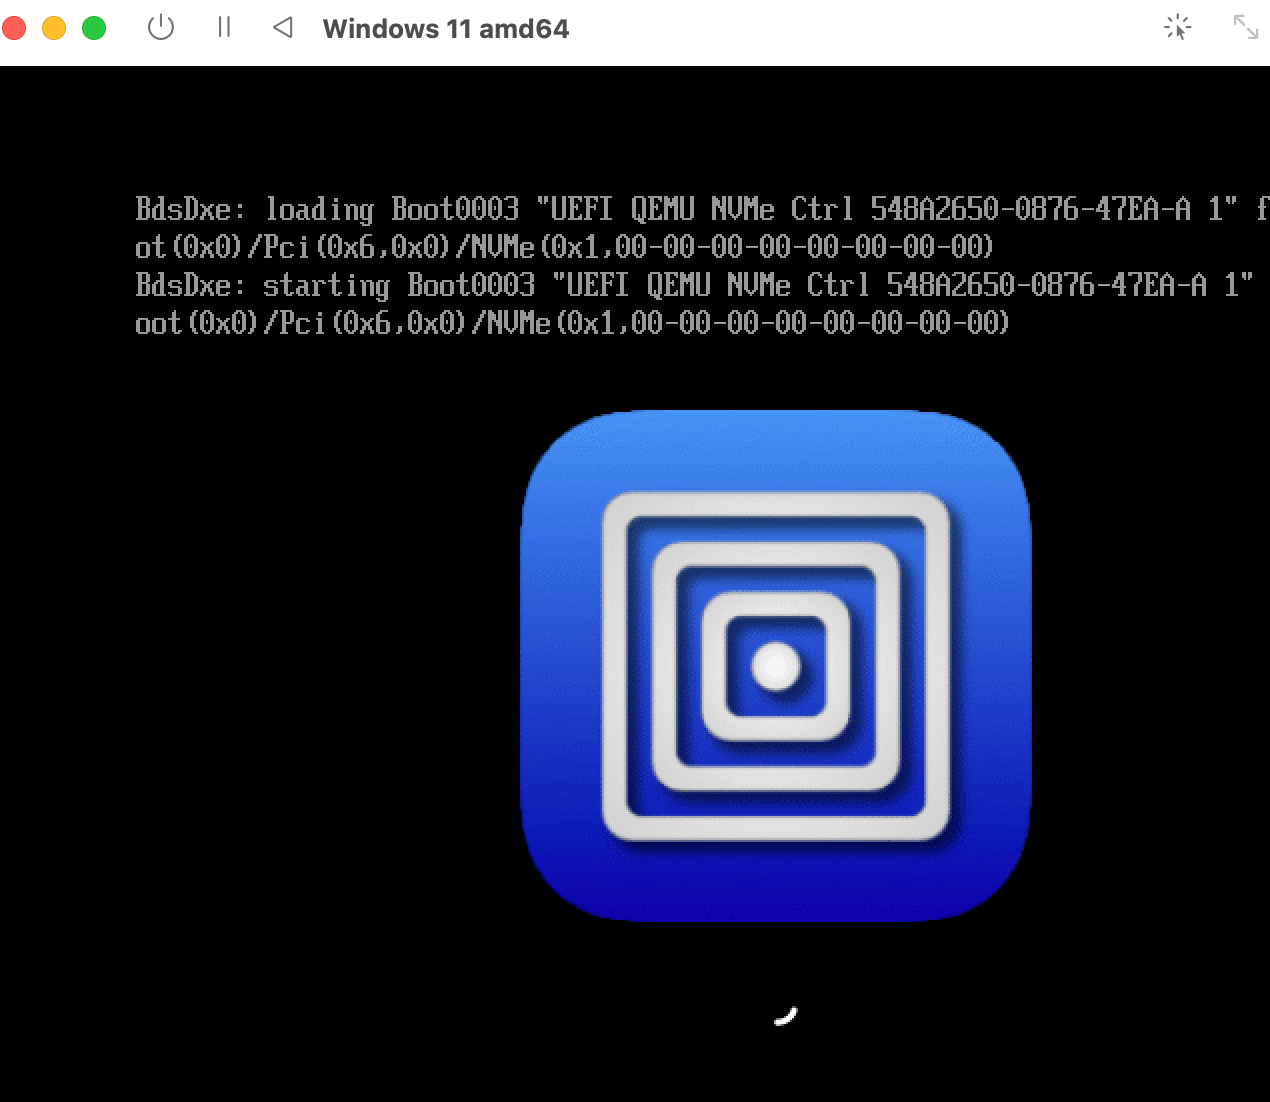 Windows 11 amd64
BdsDxe: loading Boot0003 "UEFI QEMU NVMe Ctrl 548A2650-0876-47EA-A 1" f
ot(0x0)/Pci(0x6,0x0)/NVMe(0x1,00-00-00-00-00-00-00-00)
BdsDxe: starting Boot0003 "UEFI QEMU NVMe Ctrl 548A2650-0876-47EA-A 1"
oot(0x0)/Pci(0x6,0x0)/NVMe(0x1,00-00-00-00-00-00-00-00)